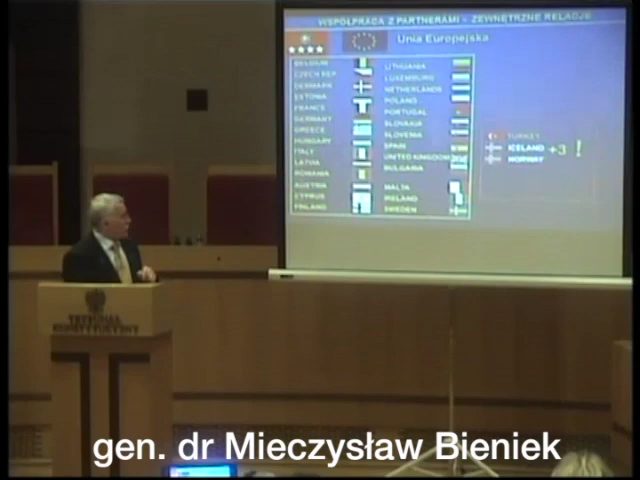 WSPÓŁPRACA Z PARTNERAMI - ZEWNĘTRZNE RELACJE
Unia Europejska
BELGIUM
CZECH REP.
DENMARK
ESTONIA
FRANCE
GERMANY
GREECE
HUNGARY
ITALY
LATVIA
ROMANIA
AUSTRIA
CYPRUS
FINLAND
LITHUANIA
LUXEMBURG
NETHERLANDS
POLAND
PORTUGAL
SLOVAKIA
SLOVENIA
SPAIN
UNITED KINGDOM
BULGARIA
MALTA
IRELAND
SWEDEN
TURKEY
ICELAND +3 !
NORWAY
TRYBUNAŁ
KONSTYTUCYJNY
gen. dr Mieczysław Bieniek